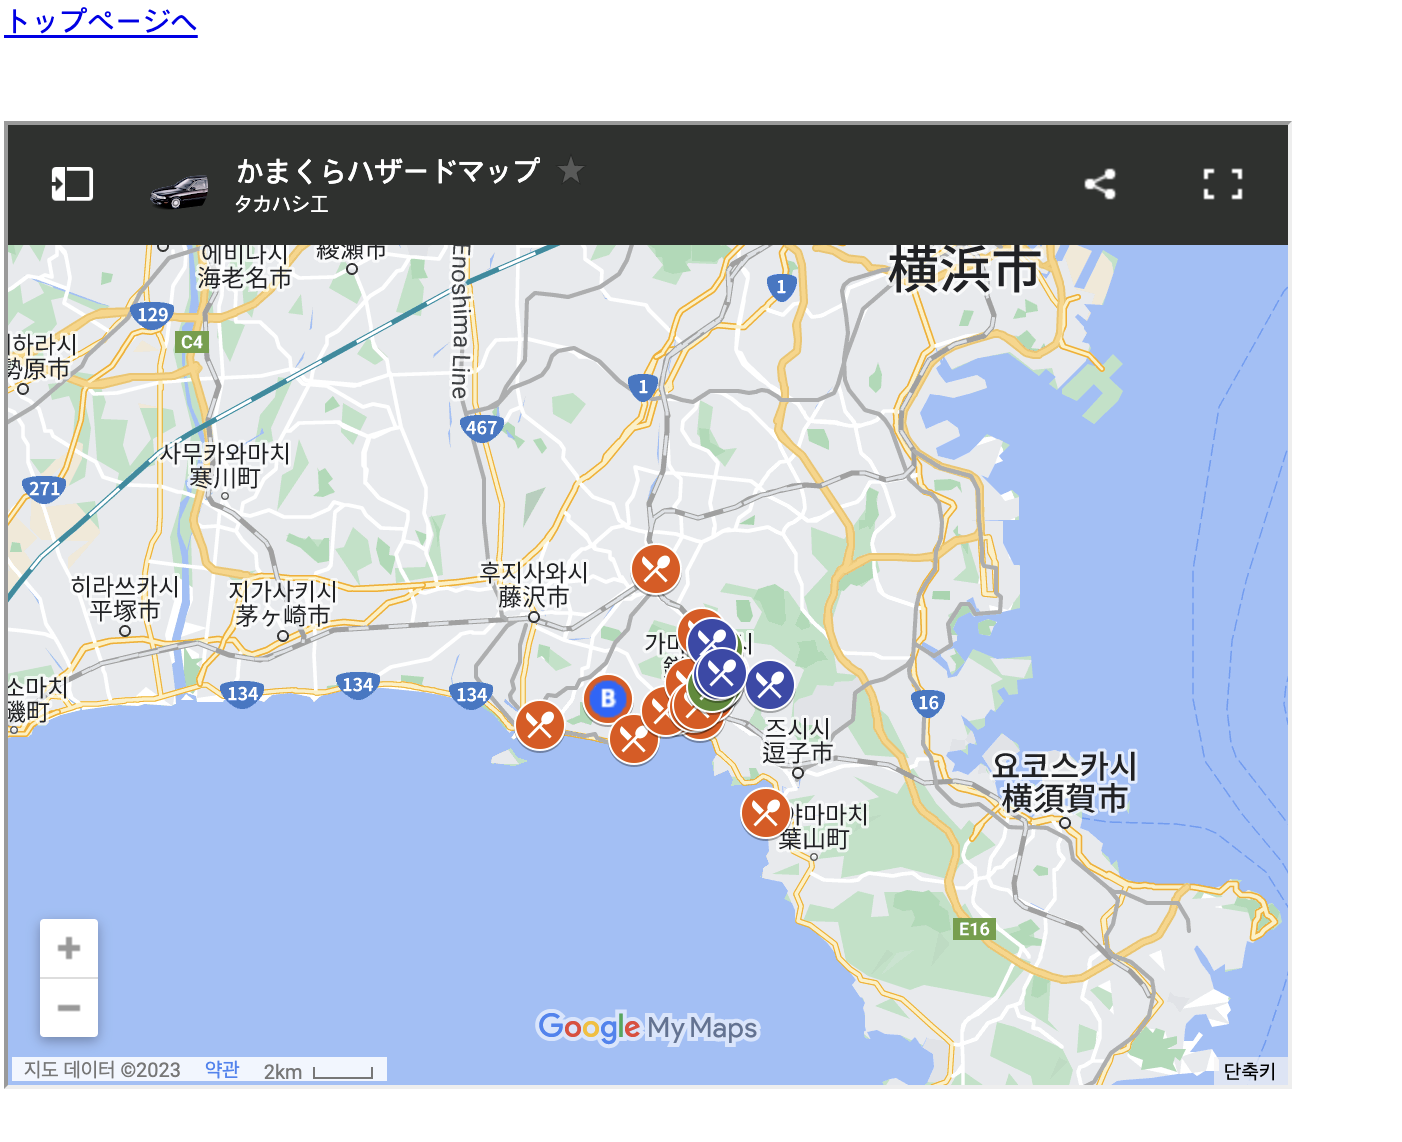 トップページへ
かまくらハザードマップ
タカハシ工
에비나시
海老名市
綾瀬市
Enoshima Line
横浜市
1
129
C4
하라시
勢原市
1
467
사무카와마치
寒川町
271
히라쓰카시
平塚市
지가사키시
茅ヶ崎市
후지사와시
藤沢市
소마치
磯町
134
134
134
B
16
즈시시
逗子市
요코스카시
横須賀市
야마마치
葉山町
E16
Google My Maps
지도 데이터 ©2023 약관 2km
단축키